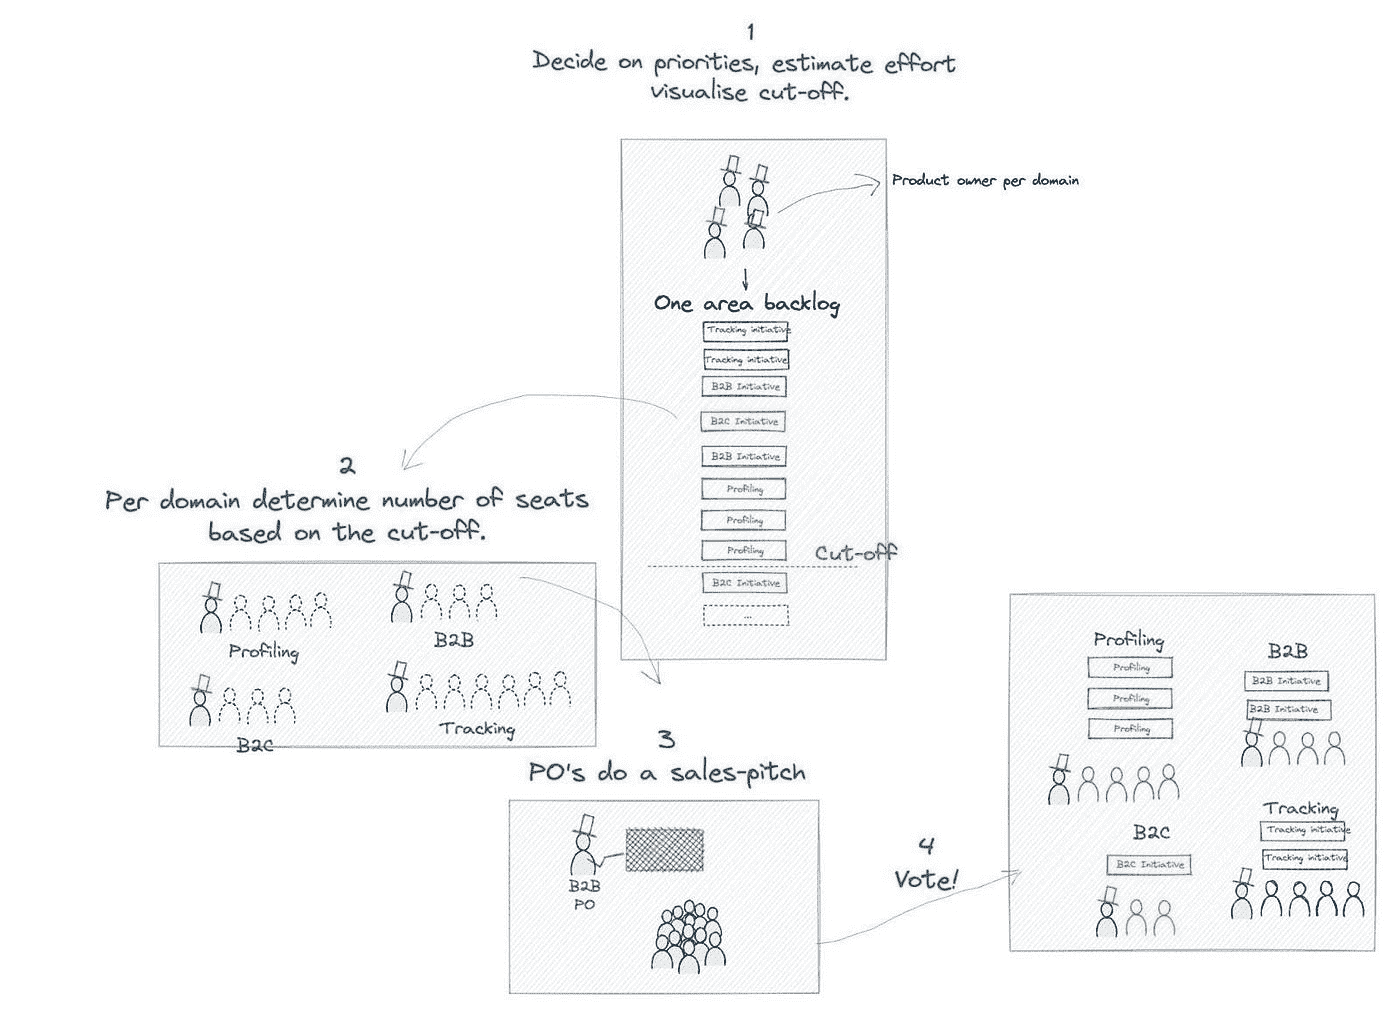 1
Decide on priorities, estimate effort
visualise cut-off.
Product owner per domain
One area backlog
Tracking initiative
Tracking initiative
B2B Initiative
B2C Initiative
B2B Initiative
Profiling
Profiling
Profiling
Cut-off
B2C Initiative
...
2
Per domain determine number of seats
based on the cut-off.
Profiling
B2B
B2C
Tracking
3
PO's do a sales-pitch
B2B
PO
4
Vote!
Profiling
Profiling
Profiling
Profiling
B2B
B2B Initiative
B2B Initiative
B2C
B2C Initiative
Tracking
Tracking initiative
Tracking initiative